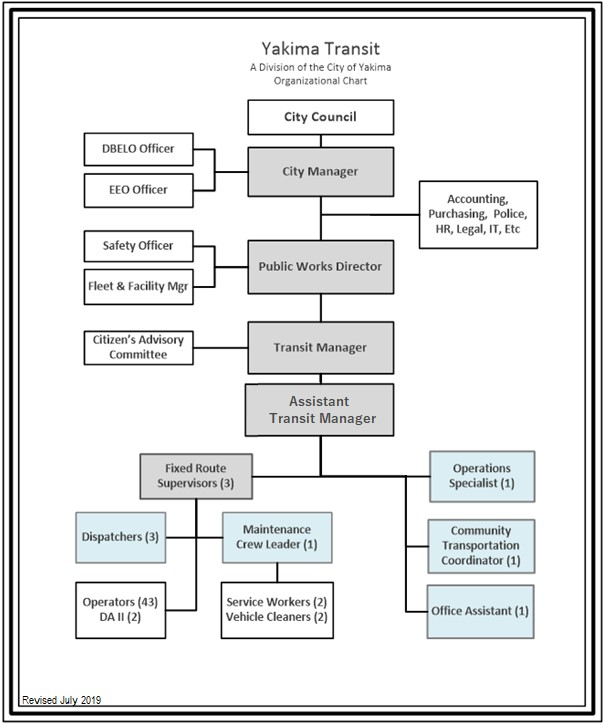 Yakima Transit
A Division of the City of Yakima
Organizational Chart
City Council
DBELO Officer
EEO Officer
City Manager
Accounting,
Purchasing, Police,
HR, Legal, IT, Etc
Safety Officer
Fleet & Facility Mgr
Public Works Director
Citizen's Advisory
Committee
Transit Manager
Assistant
Transit Manager
Fixed Route
Supervisors (3)
Operations
Specialist (1)
Dispatchers (3)
Maintenance
Crew Leader (1)
Community
Transportation
Coordinator (1)
Operators (43)
DA II (2)
Service Workers (2)
Vehicle Cleaners (2)
Office Assistant (1)
Revised July 2019